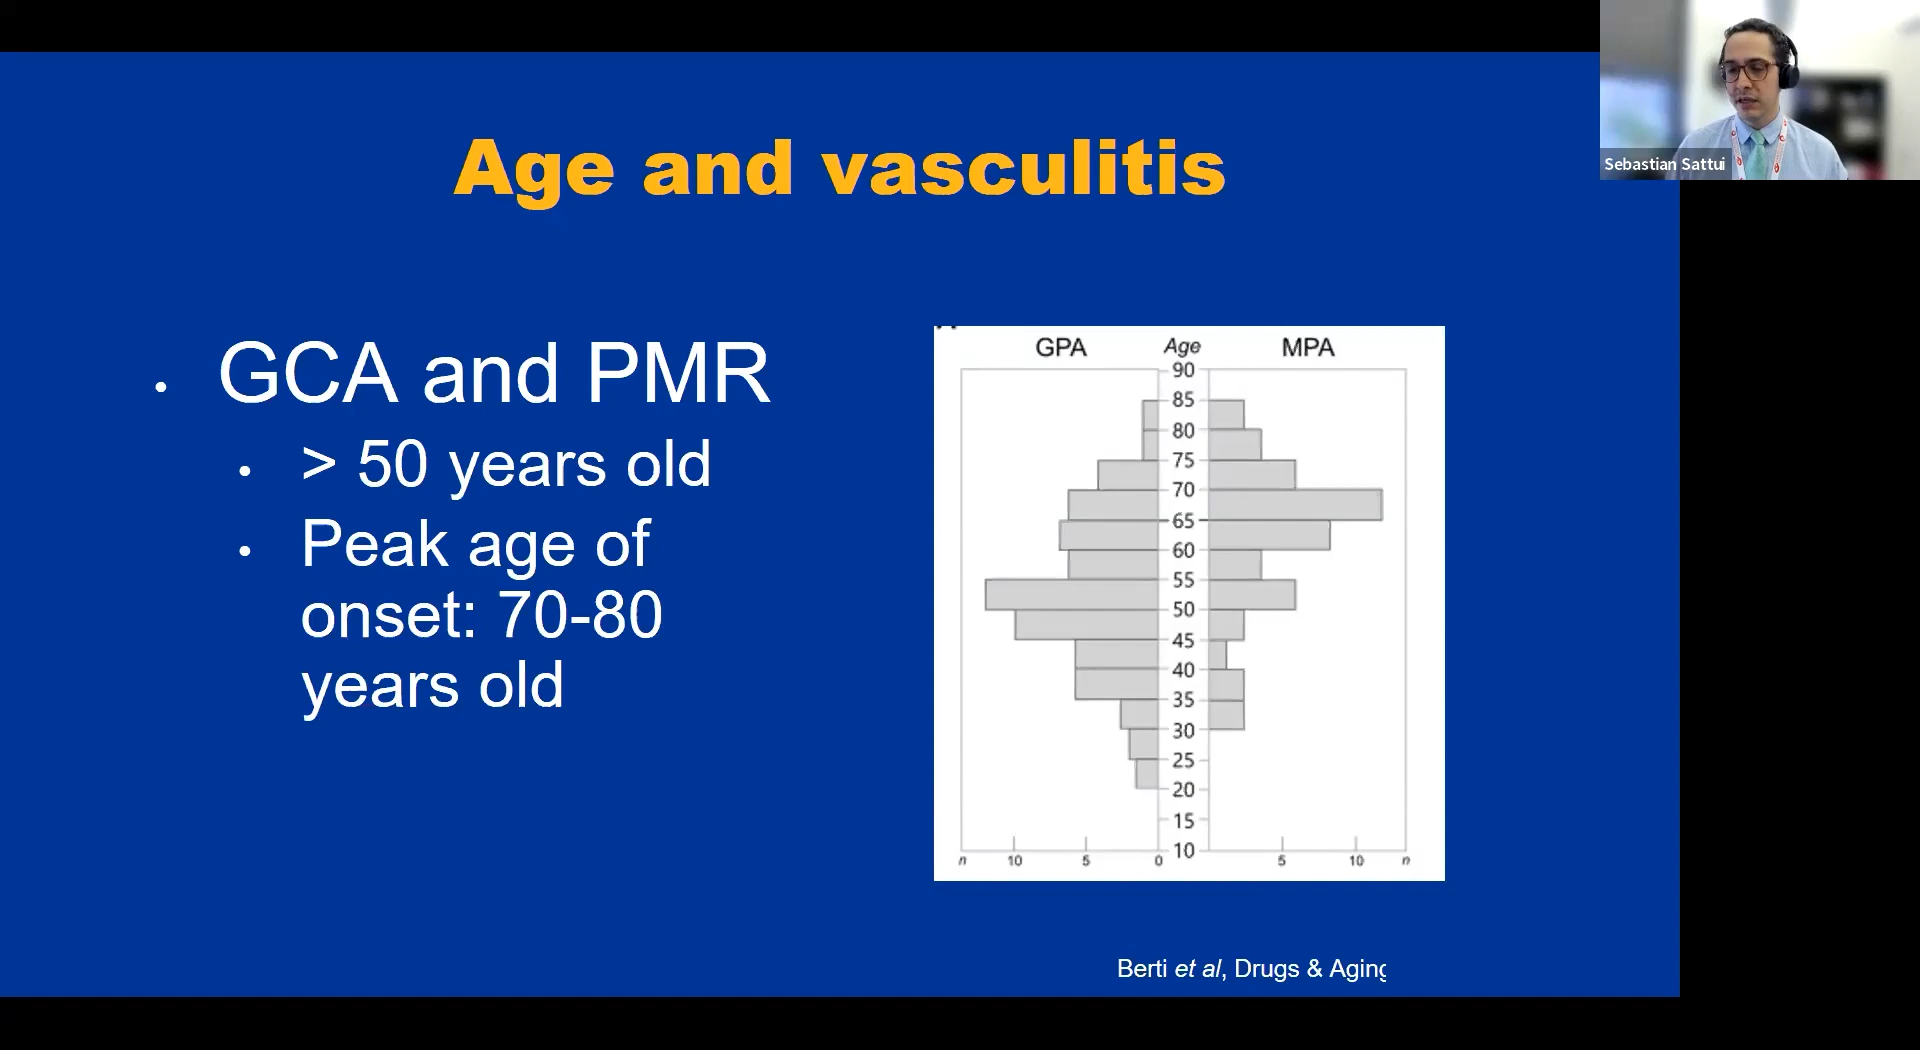 Sebastian Sattui
Age and vasculitis
• GCA and PMR
• > 50 years old
• Peak age of
onset: 70-80
years old
GPA Age MPA
90
85
80
75
70
65
60
55
50
45
40
35
30
25
20
15
10
n 10 5 0 5 10 n
Berti et al, Drugs & Aging